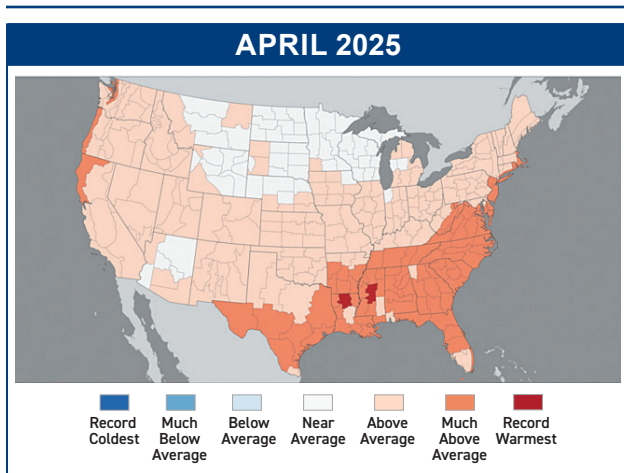 APRIL 2025
Record
Coldest
Much
Below
Average
Below
Average
Near
Average
Above
Average
Much
Above
Average
Record
Warmest